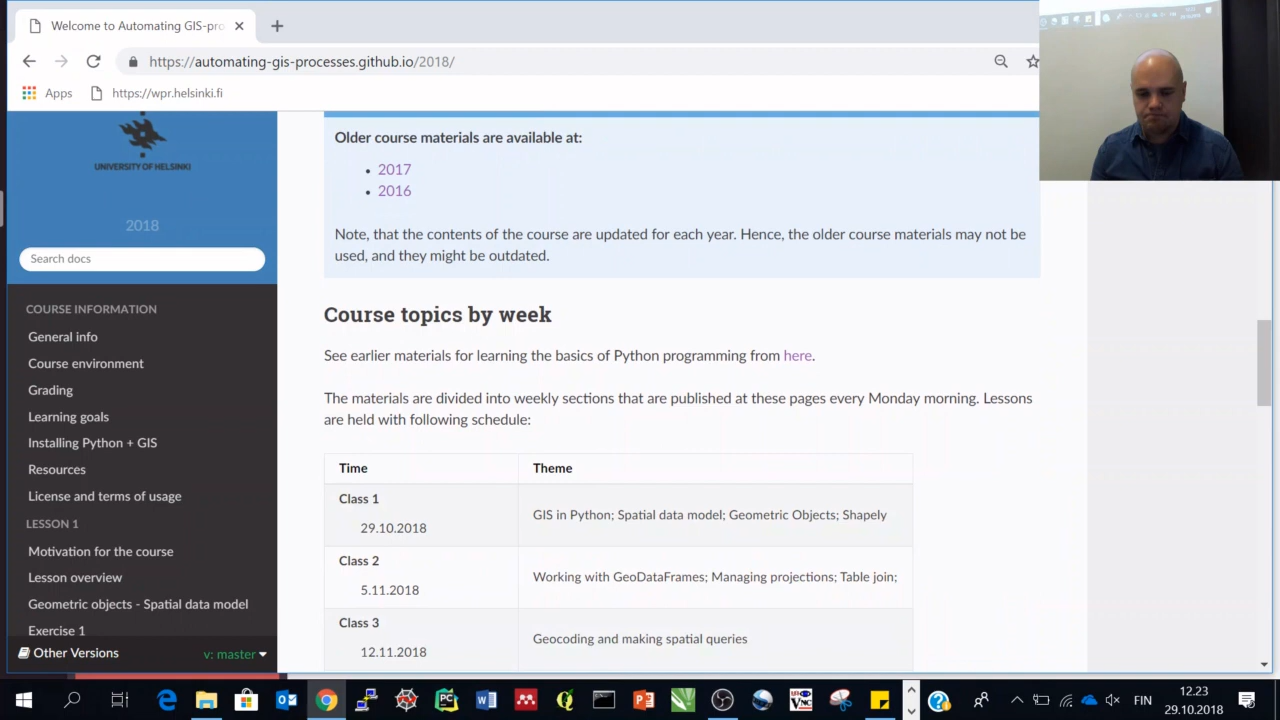 Welcome to Automating GIS-pro
https://automating-gis-processes.github.io/2018/
Apps
https://wpr.helsinki.fi
UNIVERSITY OF HELSINKI
2018
Search docs
COURSE INFORMATION
General info
Course environment
Grading
Learning goals
Installing Python + GIS
Resources
License and terms of usage
LESSON 1
Motivation for the course
Lesson overview
Geometric objects - Spatial data model
Exercise 1
Other Versions
v: master
Older course materials are available at:
2017
2016
Note, that the contents of the course are updated for each year. Hence, the older course materials may not be
used, and they might be outdated.
Course topics by week
See earlier materials for learning the basics of Python programming from here.
The materials are divided into weekly sections that are published at these pages every Monday morning. Lessons
are held with following schedule:
Time Theme
Class 1
29.10.2018
GIS in Python; Spatial data model; Geometric Objects; Shapely
Class 2
5.11.2018
Working with GeoDataFrames; Managing projections; Table join;
Class 3
12.11.2018
Geocoding and making spatial queries
FIN
12.23
29.10.2018